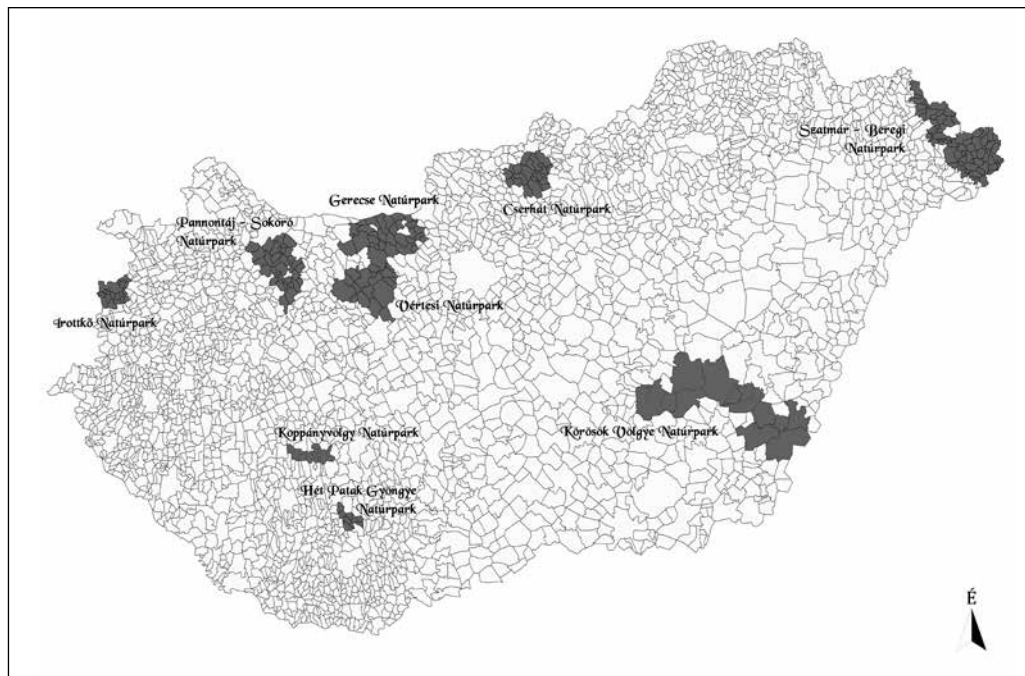 Szatmár - Beregi
Natúrpark
Gerecse Natúrpark
Cserhát Natúrpark
Pannontáj - Sokoró
Natúrpark
Vértesi Natúrpark
Írottkő Natúrpark
Koppányvölgy Natúrpark
Körösök Völgye Natúrpark
Hét Patak Gyöngye
Natúrpark
É